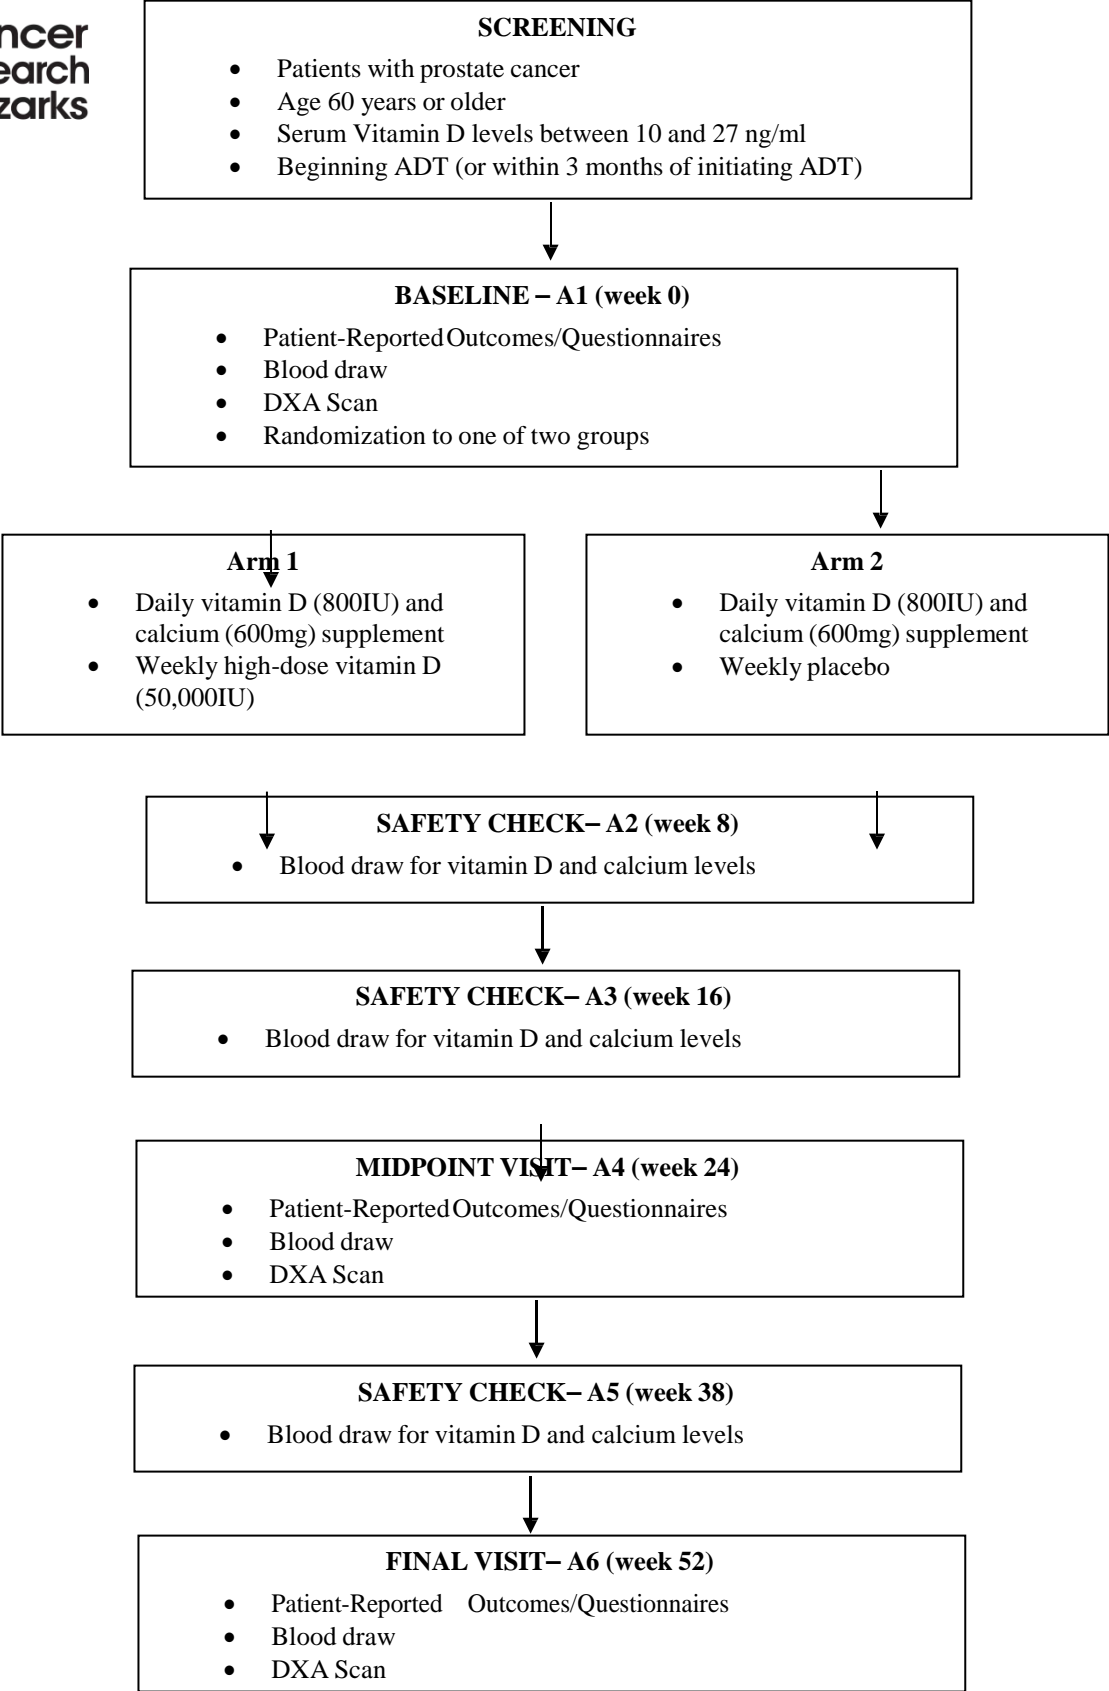 ncer
earch
zarks
SCREENING
• Patients with prostate cancer
• Age 60 years or older
• Serum Vitamin D levels between 10 and 27 ng/ml
• Beginning ADT (or within 3 months of initiating ADT)
BASELINE – A1 (week 0)
• Patient-Reported Outcomes/Questionnaires
• Blood draw
• DXA Scan
• Randomization to one of two groups
Arm 1
• Daily vitamin D (800IU) and
calcium (600mg) supplement
• Weekly high-dose vitamin D
(50,000IU)
Arm 2
• Daily vitamin D (800IU) and
calcium (600mg) supplement
• Weekly placebo
SAFETY CHECK– A2 (week 8)
• Blood draw for vitamin D and calcium levels
SAFETY CHECK– A3 (week 16)
• Blood draw for vitamin D and calcium levels
MIDPOINT VISIT– A4 (week 24)
• Patient-Reported Outcomes/Questionnaires
• Blood draw
• DXA Scan
SAFETY CHECK– A5 (week 38)
• Blood draw for vitamin D and calcium levels
FINAL VISIT– A6 (week 52)
• Patient-Reported Outcomes/Questionnaires
• Blood draw
• DXA Scan